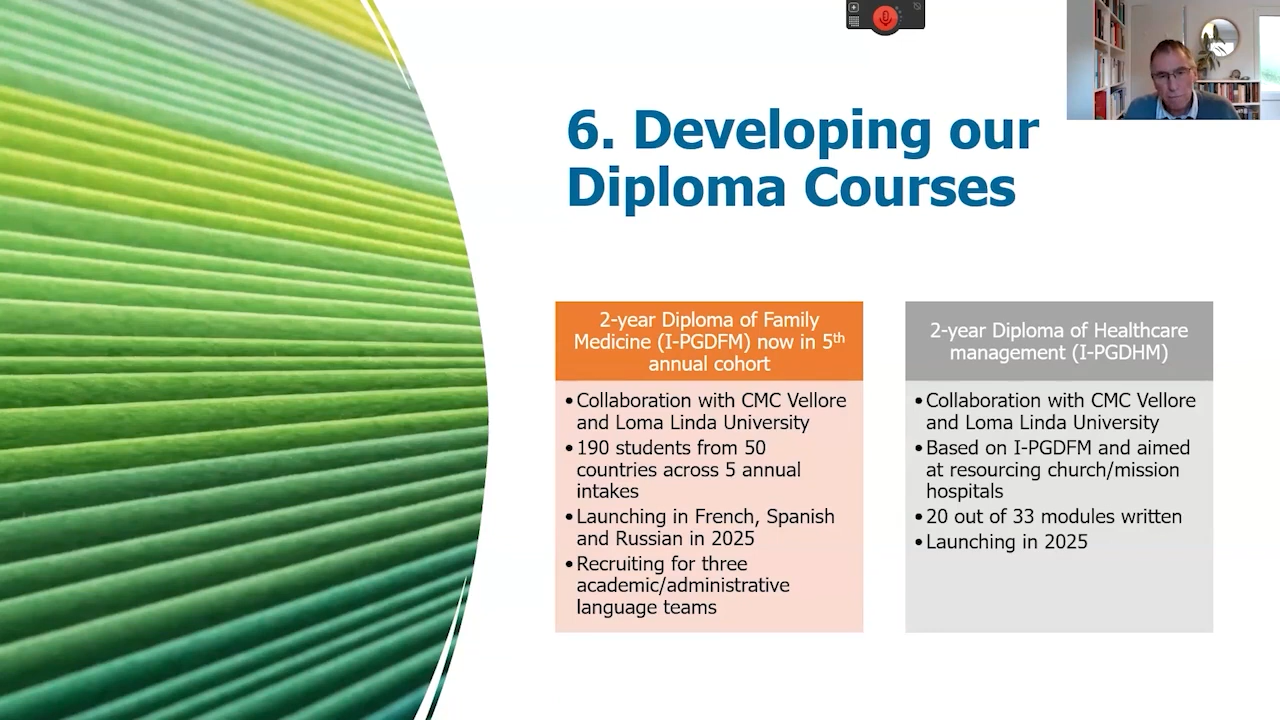 6. Developing our
Diploma Courses
2-year Diploma of Family
Medicine (I-PGDFM) now in 5th
annual cohort
•Collaboration with CMC Vellore
and Loma Linda University
•190 students from 50
countries across 5 annual
intakes
•Launching in French, Spanish
and Russian in 2025
•Recruiting for three
academic/administrative
language teams
2-year Diploma of Healthcare
management (I-PGDHM)
•Collaboration with CMC Vellore
and Loma Linda University
•Based on I-PGDFM and aimed
at resourcing church/mission
hospitals
•20 out of 33 modules written
•Launching in 2025